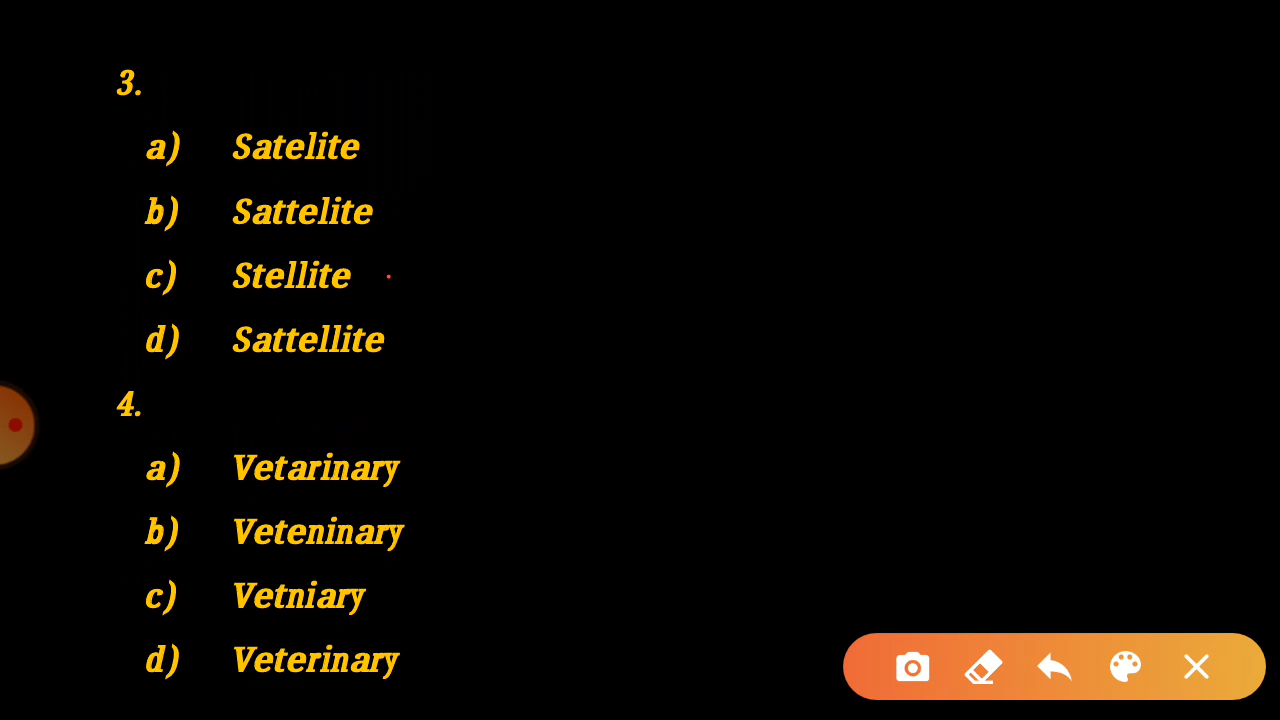 3.
a) Satelite
b) Sattelite
c) Stellite
d) Sattellite
4.
a) Vetarinary
b) Veteninary
c) Vetniary
d) Veterinary